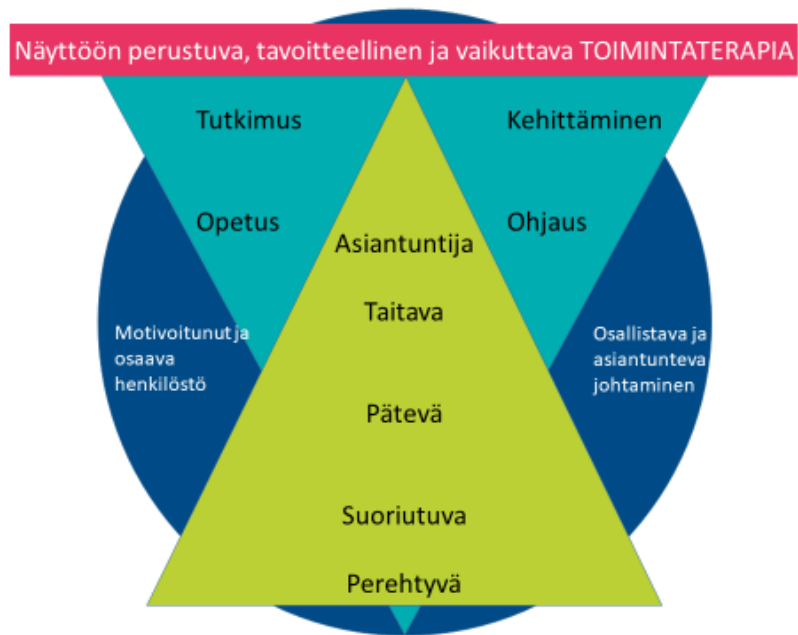 Näyttöön perustuva, tavoitteellinen ja vaikuttava TOIMINTATERAPIA
Tutkimus
Kehittäminen
Opetus
Ohjaus
Asiantuntija
Taitava
Motivoitunut ja
osaava
henkilöstö
Osallistava ja
asiantunteva
johtaminen
Pätevä
Suoriutuva
Perehtyvä